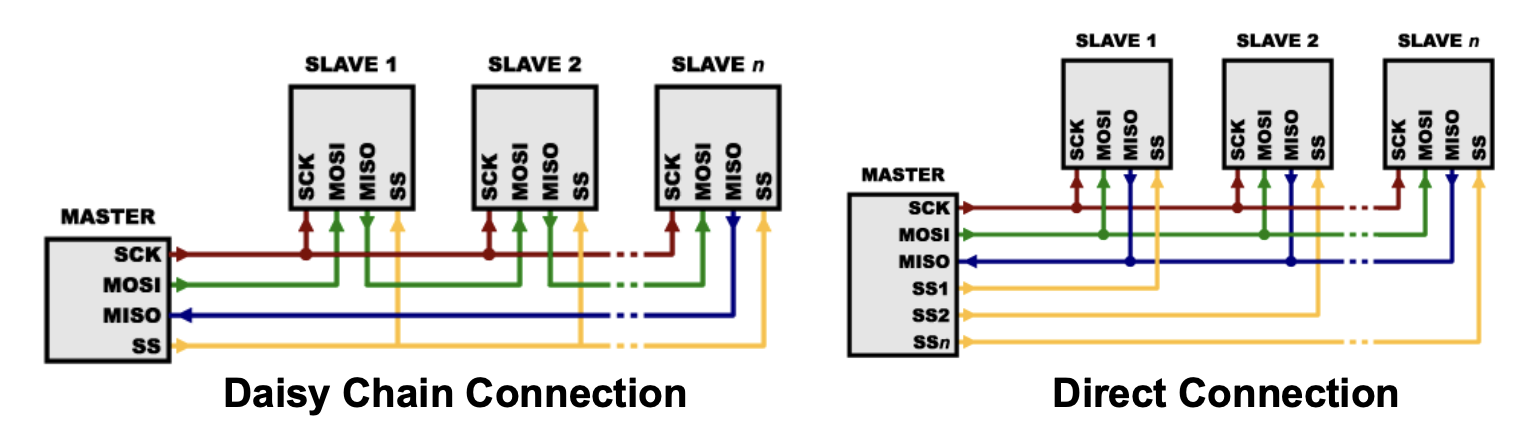 SLAVE 1
SLAVE 2
SLAVE n
SCK
MOSI
MISO
SS
SCK
MOSI
MISO
SS
SCK
MOSI
MISO
SS
MASTER
SCK
MOSI
MISO
SS
Daisy Chain Connection
SLAVE 1
SLAVE 2
SLAVE n
SCK
MOSI
MISO
SS
SCK
MOSI
MISO
SS
SCK
MOSI
MISO
SS
MASTER
SCK
MOSI
MISO
SS1
SS2
SSn
Direct Connection